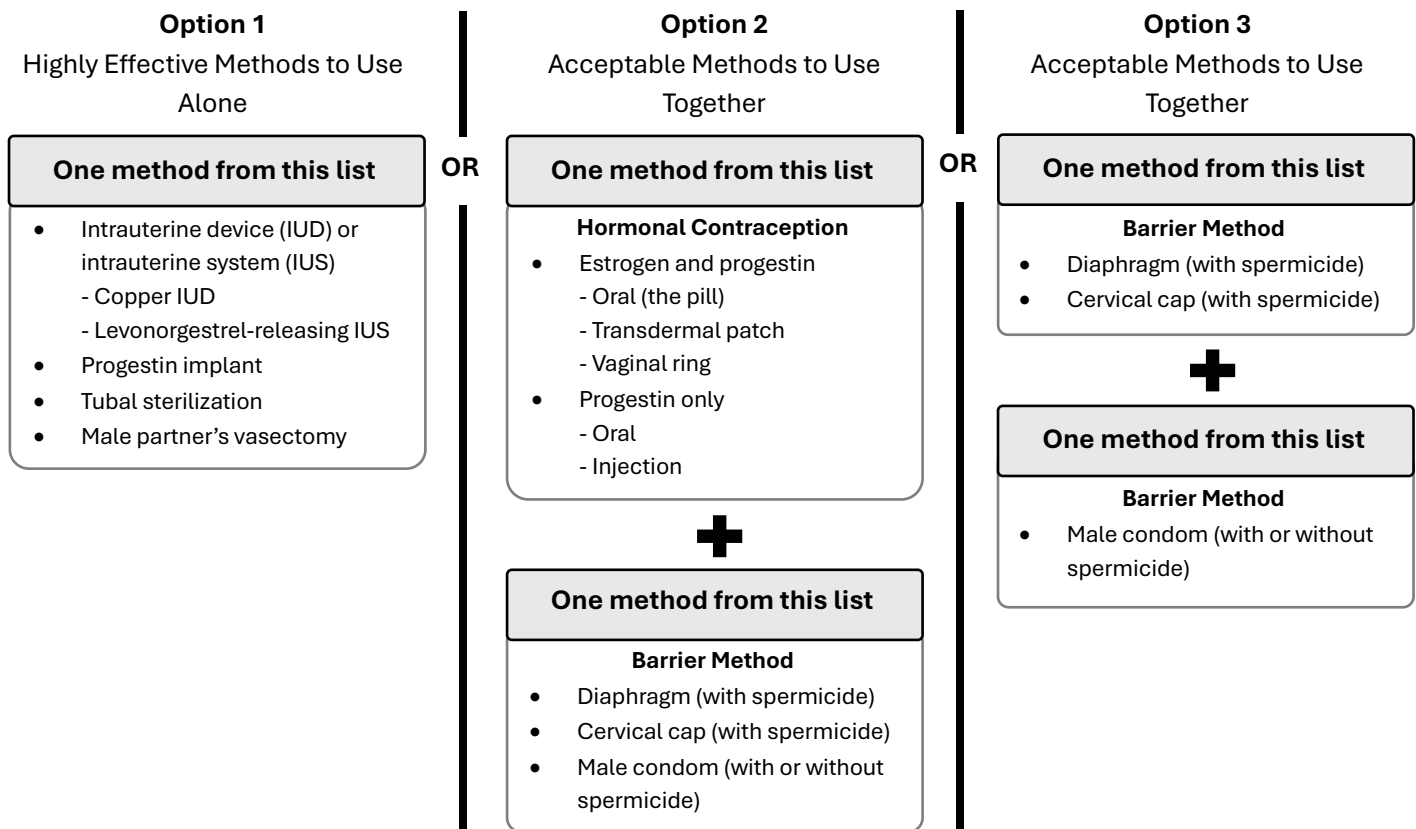 Option 1
Highly Effective Methods to Use
Alone
One method from this list
• Intrauterine device (IUD) or
intrauterine system (IUS)
- Copper IUD
- Levonorgestrel-releasing IUS
• Progestin implant
• Tubal sterilization
• Male partner’s vasectomy
OR
Option 2
Acceptable Methods to Use
Together
One method from this list
Hormonal Contraception
• Estrogen and progestin
- Oral (the pill)
- Transdermal patch
- Vaginal ring
• Progestin only
- Oral
- Injection
One method from this list
Barrier Method
• Diaphragm (with spermicide)
• Cervical cap (with spermicide)
• Male condom (with or without
spermicide)
OR
Option 3
Acceptable Methods to Use
Together
One method from this list
Barrier Method
• Diaphragm (with spermicide)
• Cervical cap (with spermicide)
One method from this list
Barrier Method
• Male condom (with or without
spermicide)